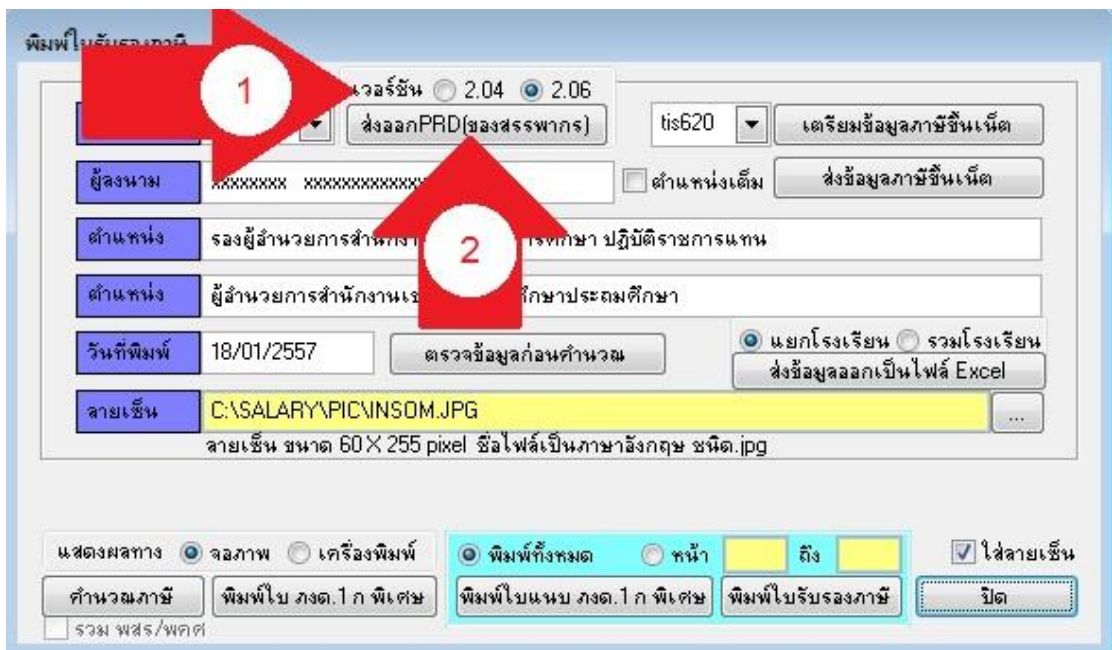 พิมพ์ใบรับรองภาษี
1
เวอร์ชัน 2.04 2.06
ส่งออกPRD(ของสรรพากร) tis620 เตรียมข้อมูลภาษีขึ้นเน็ต
ผู้ลงนาม xxxxxxxx xxxxxxxxxxxxx ตำแหน่งเต็ม ส่งข้อมูลภาษีขึ้นเน็ต
ตำแหน่ง รองผู้อำนวยการสำนักงาน ปฏิบัติราชการแทน
2
ตำแหน่ง ผู้อำนวยการสำนักงานเข ศึกษาประถมศึกษา
วันที่พิมพ์ 18/01/2557 ตรวจข้อมูลก่อนคำนวณ แยกโรงเรียน รวมโรงเรียน
ส่งข้อมูลออกเป็นไฟล์ Excel
ลายเซ็น C:\SALARY\PIC\INSOM.JPG ...
ลายเซ็น ขนาด 60 X 255 pixel ชื่อไฟล์เป็นภาษาอังกฤษ ชนิด.jpg
แสดงผลทาง จอภาพ เครื่องพิมพ์ พิมพ์ทั้งหมด หน้า ถึง ใส่ลายเซ็น
คำนวณภาษี พิมพ์ใบ ภงด.1 ก พิเศษ พิมพ์ใบแนบ ภงด.1 ก พิเศษ พิมพ์ใบรับรองภาษี ปิด
รวม พสร/พตศ